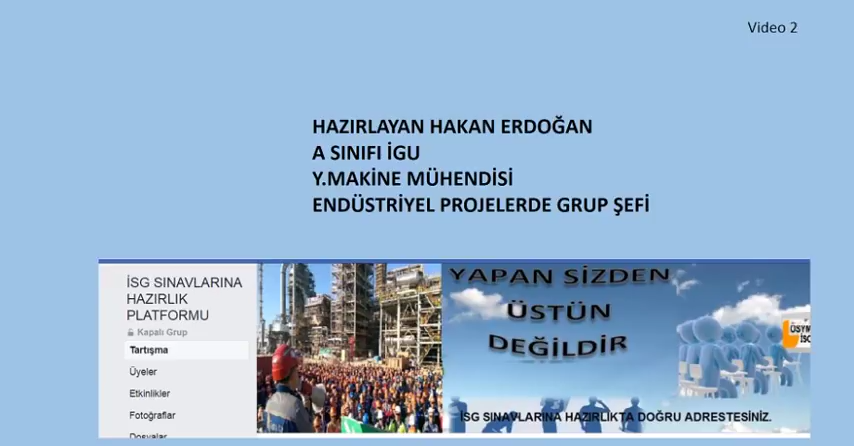 Video 2
HAZIRLAYAN HAKAN ERDOĞAN
A SINIFI İGU
Y.MAKİNE MÜHENDİSİ
ENDÜSTRİYEL PROJELERDE GRUP ŞEFİ
İSG SINAVLARINA
HAZIRLIK
PLATFORMU
Kapalı Grup
Tartışma
Üyeler
Etkinlikler
Fotoğraflar
Dosyalar
YAPAN SİZDEN
ÜSTÜN
DEĞİLDİR
İSG SINAVLARINA HAZIRLIKTA DOĞRU ADRESTESİNİZ.